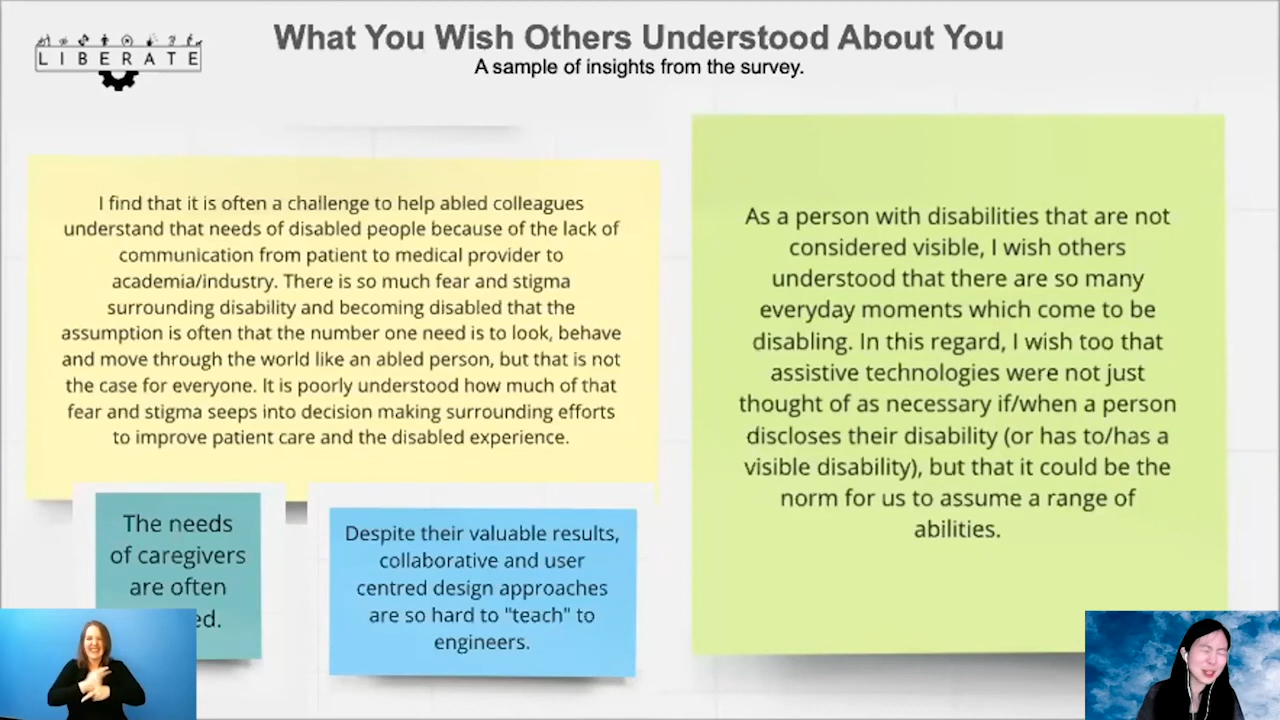 LIBERATE
What You Wish Others Understood About You
A sample of insights from the survey.
I find that it is often a challenge to help abled colleagues
understand that needs of disabled people because of the lack of
communication from patient to medical provider to
academia/industry. There is so much fear and stigma
surrounding disability and becoming disabled that the
assumption is often that the number one need is to look, behave
and move through the world like an abled person, but that is not
the case for everyone. It is poorly understood how much of that
fear and stigma seeps into decision making surrounding efforts
to improve patient care and the disabled experience.
The needs
of caregivers
are often
ed.
Despite their valuable results,
collaborative and user
centred design approaches
are so hard to "teach" to
engineers.
As a person with disabilities that are not
considered visible, I wish others
understood that there are so many
everyday moments which come to be
disabling. In this regard, I wish too that
assistive technologies were not just
thought of as necessary if/when a person
discloses their disability (or has to/has a
visible disability), but that it could be the
norm for us to assume a range of
abilities.